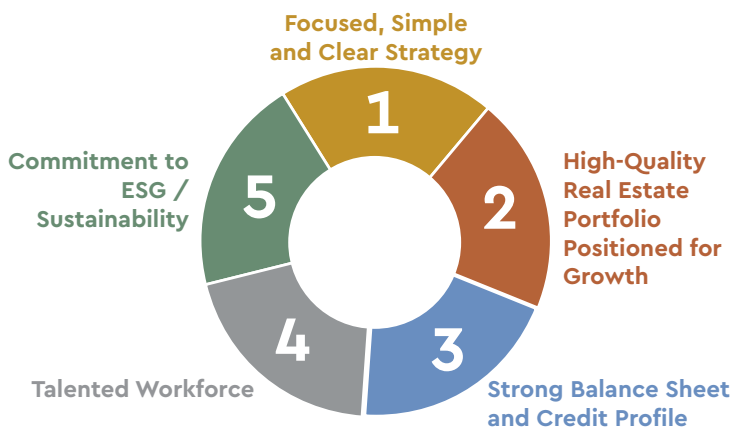 Focused, Simple
and Clear Strategy
1
2
High-Quality
Real Estate
Portfolio
Positioned for
Growth
3
Strong Balance Sheet
and Credit Profile
4
Talented Workforce
5
Commitment to
ESG /
Sustainability